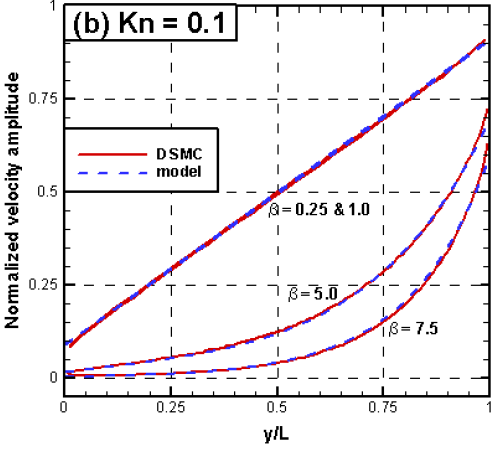 (b) Kn = 0.1
1
0.75
0.5
0.25
0
Normalized velocity amplitude
DSMC
model
β = 0.25 & 1.0
β = 5.0
β = 7.5
0
0.25
0.5
0.75
1
y/L